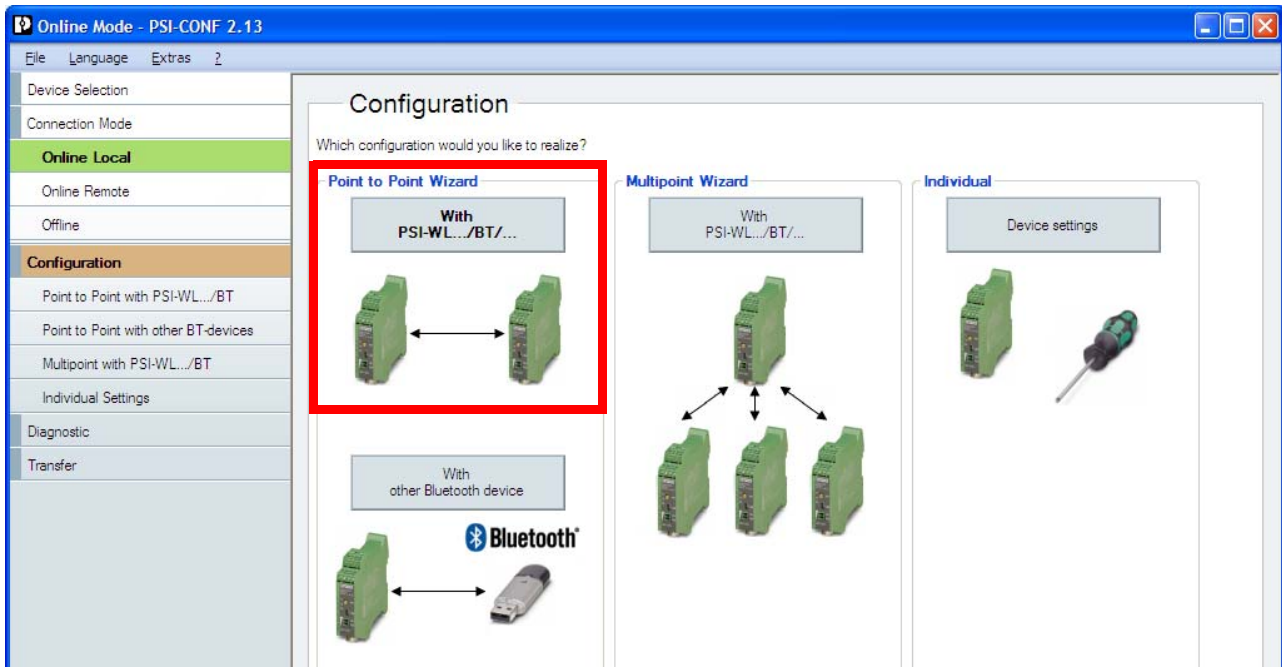 Online Mode - PSI-CONF 2.13
File Language Extras ?
Device Selection
Connection Mode
Online Local
Online Remote
Offline
Configuration
Point to Point with PSI-WL.../BT
Point to Point with other BT-devices
Multipoint with PSI-WL.../BT
Individual Settings
Diagnostic
Transfer
Configuration
Which configuration would you like to realize?
Point to Point Wizard
With
PSI-WL.../BT/...
With
other Bluetooth device
Bluetooth®
Multipoint Wizard
With
PSI-WL.../BT/...
Individual
Device settings